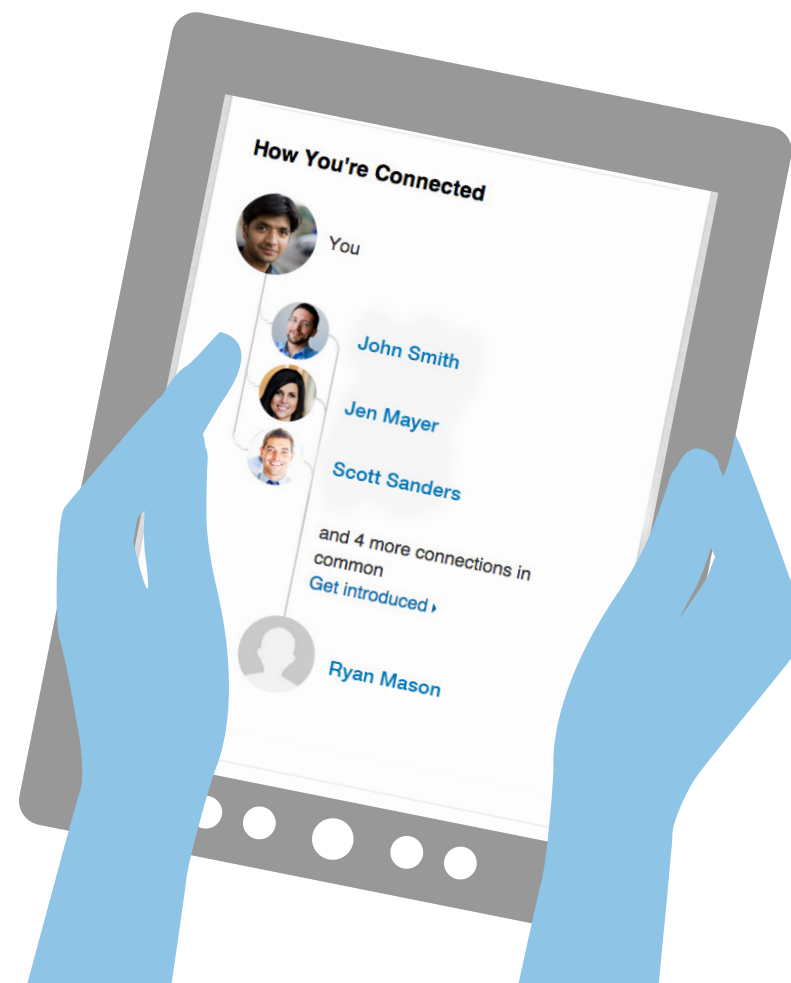 How You're Connected
You
John Smith
Jen Mayer
Scott Sanders
and 4 more connections in
common
Get introduced
Ryan Mason